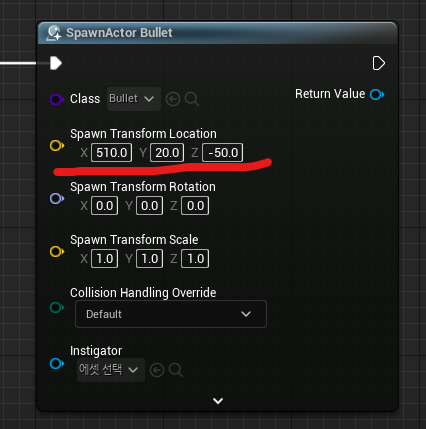 SpawnActor Bullet
Class Bullet
Return Value
Spawn Transform Location
X 510.0 Y 20.0 Z -50.0
Spawn Transform Rotation
X 0.0 Y 0.0 Z 0.0
Spawn Transform Scale
X 1.0 Y 1.0 Z 1.0
Collision Handling Override
Default
Instigator
에셋 선택